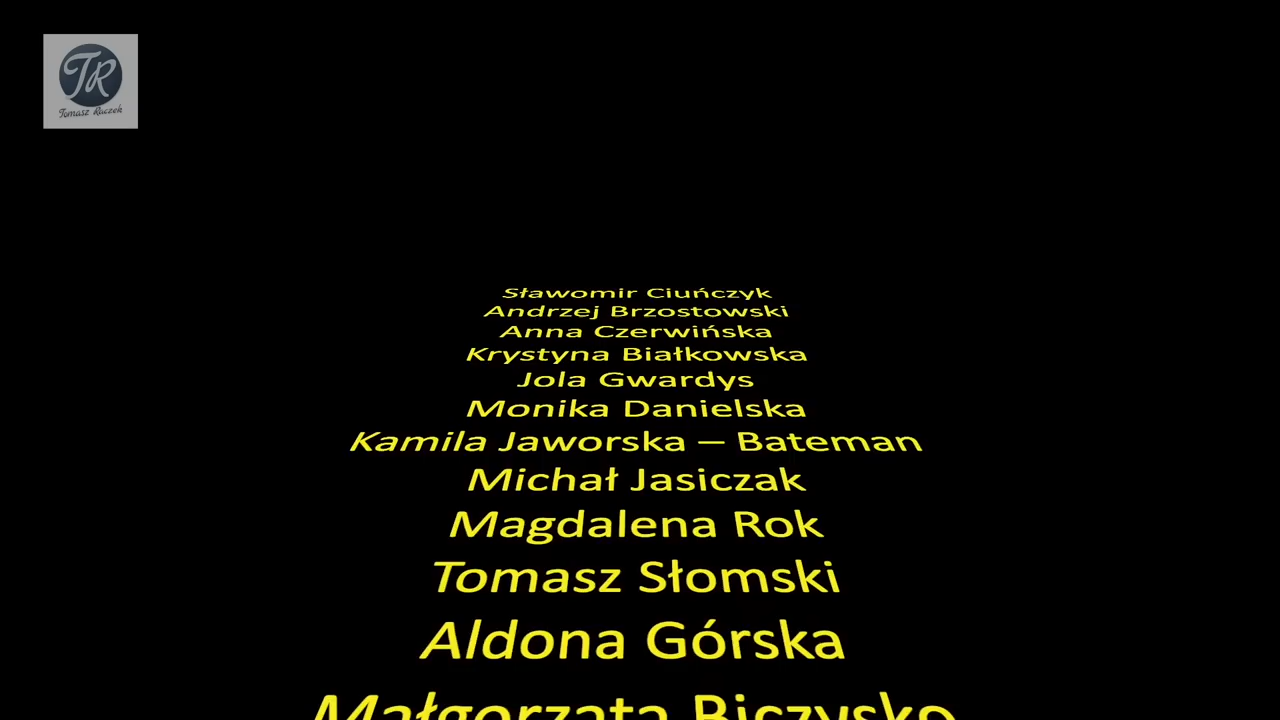 TR
Tomasz Raczek
Sławomir Ciuńczyk
Andrzej Brzostowski
Anna Czerwińska
Krystyna Białkowska
Jola Gwardys
Monika Danielska
Kamila Jaworska – Bateman
Michał Jasiczak
Magdalena Rok
Tomasz Słomski
Aldona Górska
Małgorzata Biczysko